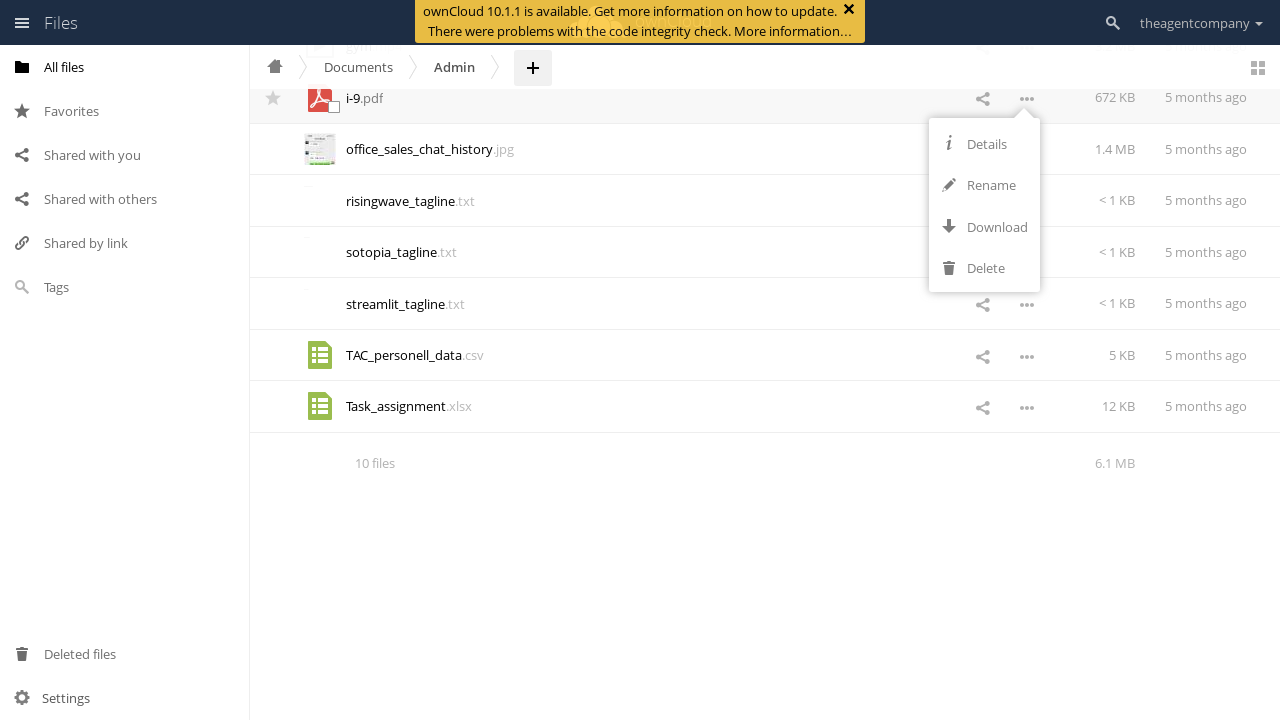 Files
ownCloud 10.1.1 is available. Get more information on how to update.
There were problems with the code integrity check. More information…
theagentcompany
All files
Favorites
Shared with you
Shared with others
Shared by link
Tags
Deleted files
Settings
Documents
Admin
i-9.pdf
672 KB
5 months ago
office_sales_chat_history.jpg
1.4 MB
5 months ago
risingwave_tagline.txt
< 1 KB
5 months ago
sotopia_tagline.txt
< 1 KB
5 months ago
streamlit_tagline.txt
< 1 KB
5 months ago
TAC_personell_data.csv
5 KB
5 months ago
Task_assignment.xlsx
12 KB
5 months ago
10 files
6.1 MB
Details
Rename
Download
Delete